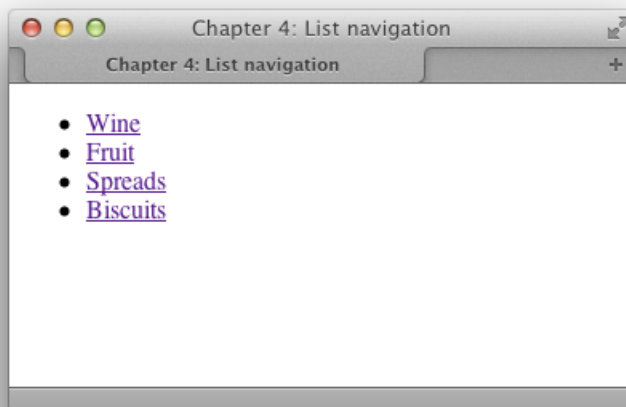 Chapter 4: List navigation
Chapter 4: List navigation
Wine
Fruit
Spreads
Biscuits